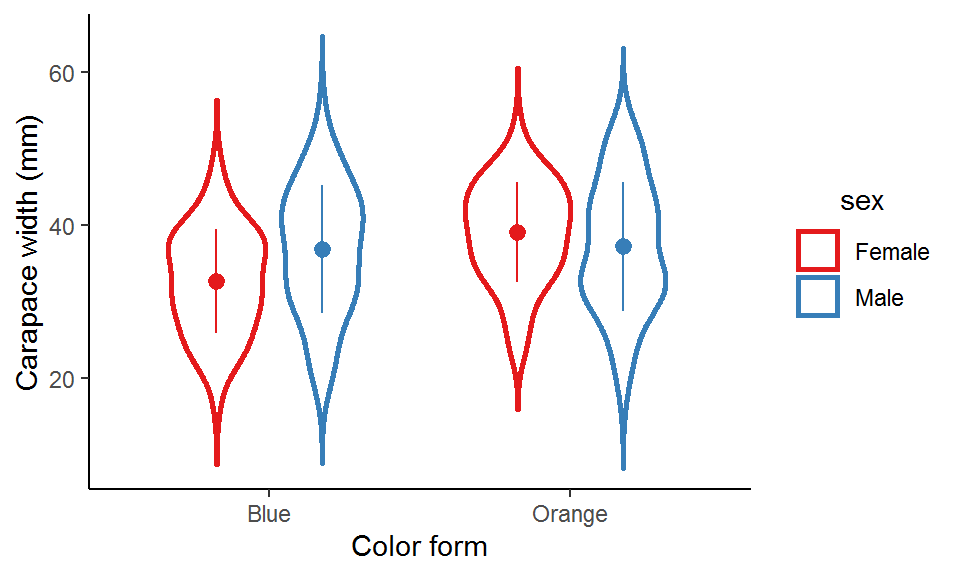 Carapace width (mm)
60
40
20
Blue
Orange
Color form
sex
Female
Male